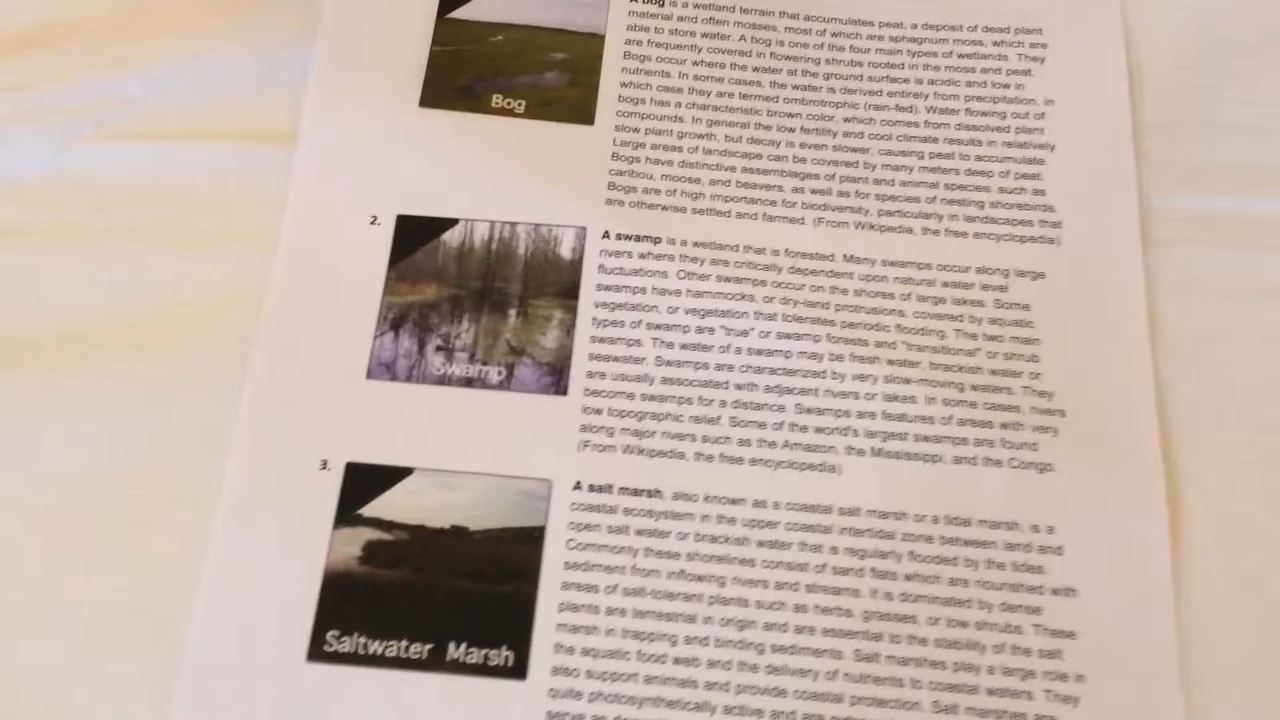 A bog is a wetland terrain that accumulates peat, a deposit of dead plant
material and often mosses, most of which are sphagnum moss, which are
able to store water. A bog is one of the four main types of wetlands. They
are frequently covered in flowering shrubs rooted in the moss and peat.
Bogs occur where the water at the ground surface is acidic and low in
nutrients. In some cases, the water is derived entirely from precipitation, in
which case they are termed ombrotrophic (rain-fed). Water flowing out of
bogs has a characteristic brown color, which comes from dissolved plant
compounds. In general the low fertility and cool climate results in relatively
slow plant growth, but decay is even slower, causing peat to accumulate.
Large areas of landscape can be covered by many meters deep of peat.
Bogs have distinctive assemblages of plant and animal species, such as
caribou, moose, and beavers, as well as for species of nesting shorebirds.
Bogs are of high importance for biodiversity, particularly in landscapes that
are otherwise settled and farmed. (From Wikipedia, the free encyclopedia)
Bog
2.
Swamp
A swamp is a wetland that is forested. Many swamps occur along large
rivers where they are critically dependent upon natural water level
fluctuations. Other swamps occur on the shores of large lakes. Some
swamps have hammocks, or dry-land protrusions, covered by aquatic
vegetation, or vegetation that tolerates periodic flooding. The two main
types of swamp are "true" or swamp forests and "transitional" or shrub
swamps. The water of a swamp may be fresh water, brackish water or
seawater. Swamps are characterized by very slow-moving waters. They
are usually associated with adjacent rivers or lakes. In some cases, rivers
become swamps for a distance. Swamps are features of areas with very
low topographic relief. Some of the world's largest swamps are found
along major rivers such as the Amazon, the Mississippi, and the Congo.
(From Wikipedia, the free encyclopedia)
3.
Saltwater Marsh
A salt marsh, also known as a coastal salt marsh or a tidal marsh, is a
coastal ecosystem in the upper coastal intertidal zone between land and
open salt water or brackish water that is regularly flooded by the tides.
Commonly these shorelines consist of sand flats which are nourished with
sediment from inflowing rivers and streams. It is dominated by dense
areas of salt-tolerant plants such as herbs, grasses, or low shrubs. These
plants are terrestrial in origin and are essential to the stability of the salt
marsh in trapping and binding sediments. Salt marshes play a large role in
the aquatic food web and the delivery of nutrients to coastal waters. They
also support animals and provide coastal protection. Salt marshes are
quite photosynthetically active and are
serve as